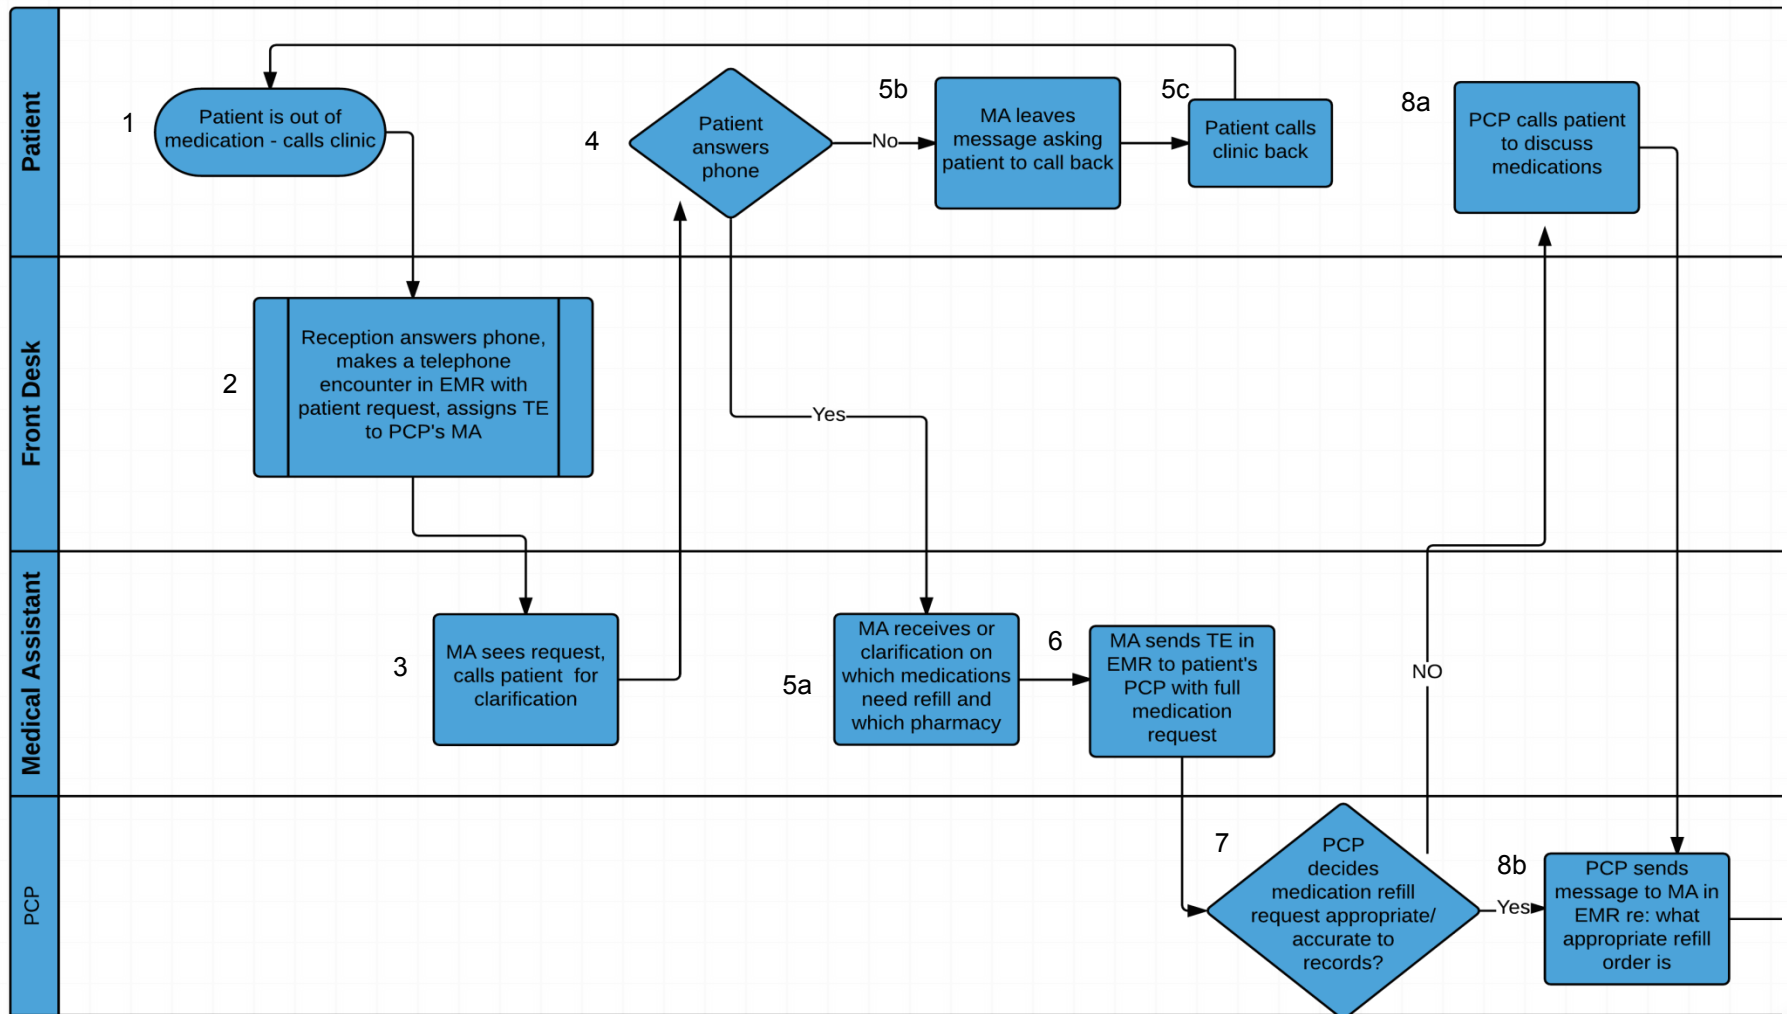 Patient
1
Patient is out of
medication - calls clinic
4
Patient
answers
phone
No
5b
MA leaves
message asking
patient to call back
5c
Patient calls
clinic back
8a
PCP calls patient
to discuss
medications
Front Desk
2
Reception answers phone,
makes a telephone
encounter in EMR with
patient request, assigns TE
to PCP's MA
Yes
Medical Assistant
3
MA sees request,
calls patient for
clarification
5a
MA receives or
clarification on
which medications
need refill and
which pharmacy
6
MA sends TE in
EMR to patient's
PCP with full
medication
request
NO
PCP
7
PCP
decides
medication refill
request appropriate/
accurate to
records?
Yes
8b
PCP sends
message to MA in
EMR re: what
appropriate refill
order is